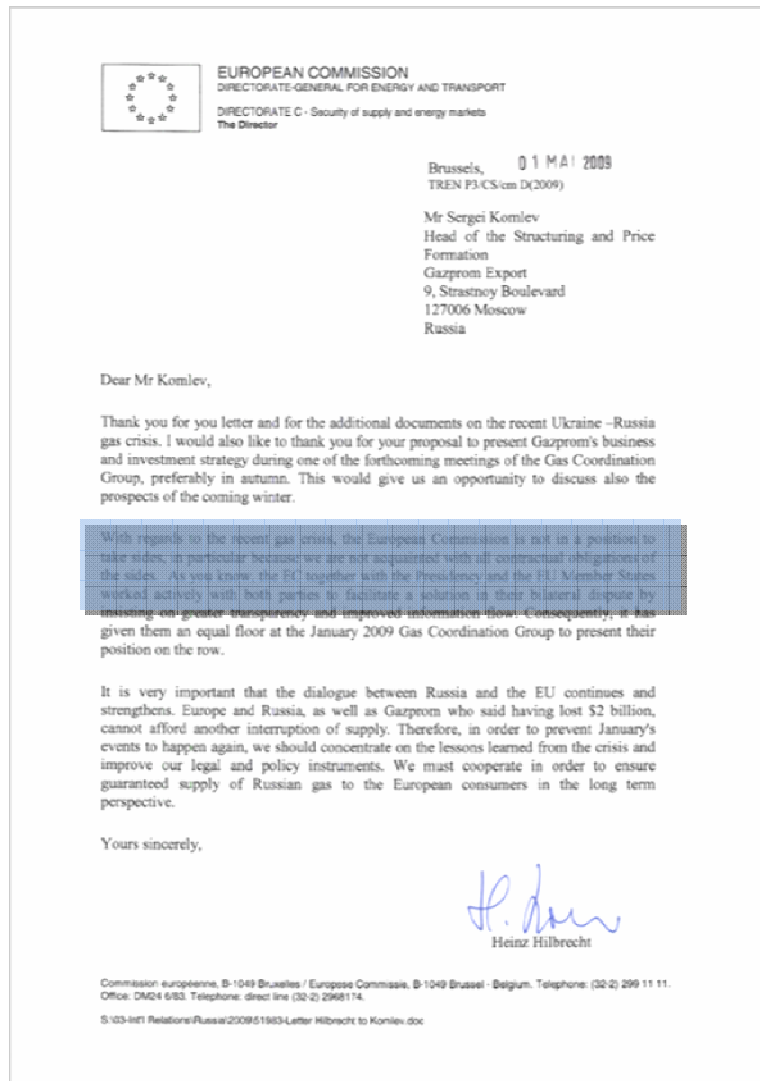 EUROPEAN COMMISSION
DIRECTORATE-GENERAL FOR ENERGY AND TRANSPORT
DIRECTORATE C - Security of supply and energy markets
The Director
Brussels, 01 MAI 2009
TREN P3/CS/cm D(2009)
Mr Sergei Komlev
Head of the Structuring and Price
Formation
Gazprom Export
9, Strastnoy Boulevard
127006 Moscow
Russia
Dear Mr Komlev,
Thank you for you letter and for the additional documents on the recent Ukraine –Russia
gas crisis. I would also like to thank you for your proposal to present Gazprom's business
and investment strategy during one of the forthcoming meetings of the Gas Coordination
Group, preferably in autumn. This would give us an opportunity to discuss also the
prospects of the coming winter.
With regards to the recent gas crisis, the European Commission is not in a position to
take sides, in particular because we are not acquainted with all contractual obligations of
the sides. As you know, the EC together with the Presidency and the EU Member States
worked actively with both parties to facilitate a solution in their bilateral dispute by
insisting on greater transparency and improved information flow. Consequently, it has
given them an equal floor at the January 2009 Gas Coordination Group to present their
position on the row.
It is very important that the dialogue between Russia and the EU continues and
strengthens. Europe and Russia, as well as Gazprom who said having lost $2 billion,
cannot afford another interruption of supply. Therefore, in order to prevent January's
events to happen again, we should concentrate on the lessons learned from the crisis and
improve our legal and policy instruments. We must cooperate in order to ensure
guaranteed supply of Russian gas to the European consumers in the long term
perspective.
Yours sincerely,
Heinz Hilbrecht
Commission européenne, B-1049 Bruxelles / Europese Commissie, B-1049 Brussel - Belgium. Telephone: (32-2) 299 11 11.
Office: DM24 6/83. Telephone: direct line (32-2) 2968174.
S:\03-Int'l Relations\Russia\2009\51983-Letter Hilbrecht to Komlev.doc